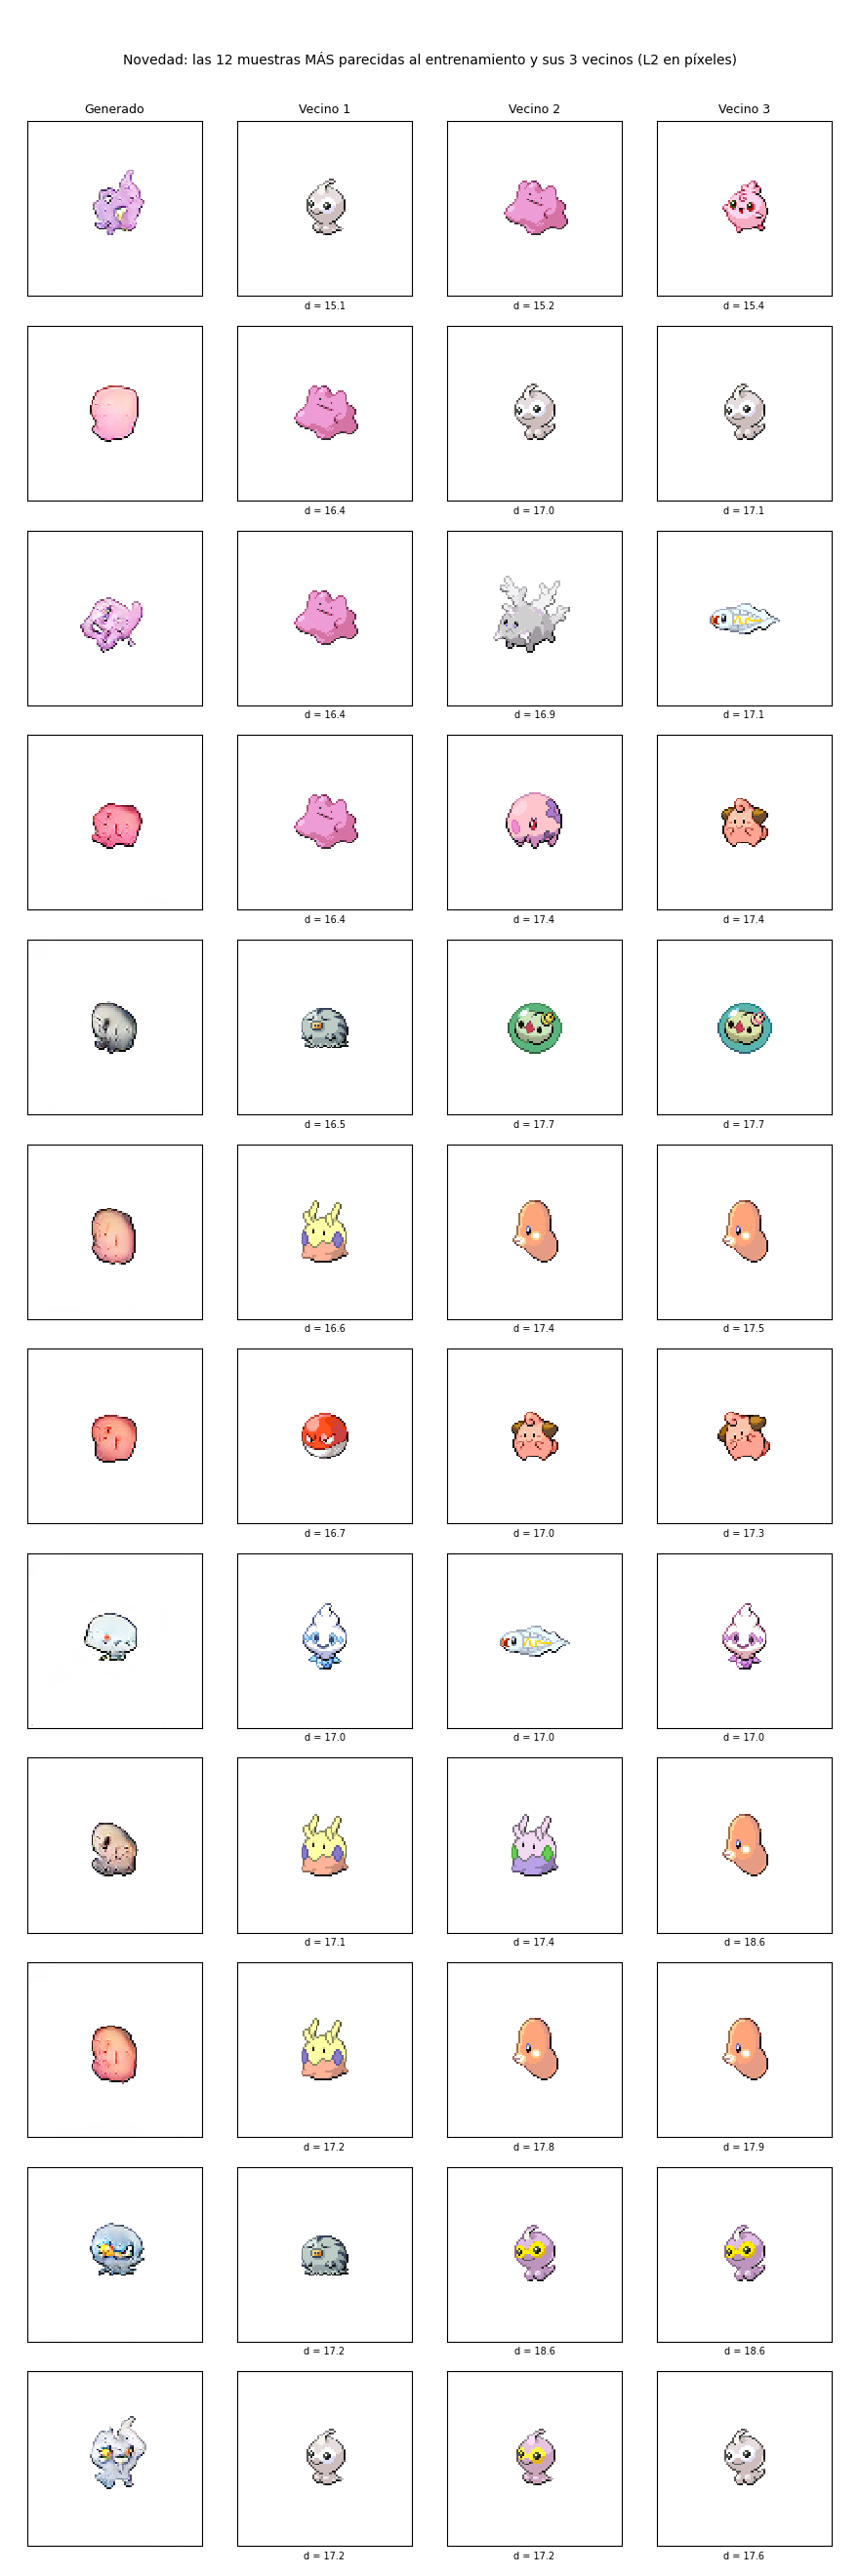 Novedad: las 12 muestras MÁS parecidas al entrenamiento y sus 3 vecinos (L2 en píxeles)
Generado Vecino 1 Vecino 2 Vecino 3
d = 15.1 d = 15.2 d = 15.4
d = 16.4 d = 17.0 d = 17.1
d = 16.4 d = 16.9 d = 17.1
d = 16.4 d = 17.4 d = 17.4
d = 16.5 d = 17.7 d = 17.7
d = 16.6 d = 17.4 d = 17.5
d = 16.7 d = 17.0 d = 17.3
d = 17.0 d = 17.0 d = 17.0
d = 17.1 d = 17.4 d = 18.6
d = 17.2 d = 17.8 d = 17.9
d = 17.2 d = 18.6 d = 18.6
d = 17.2 d = 17.2 d = 17.6